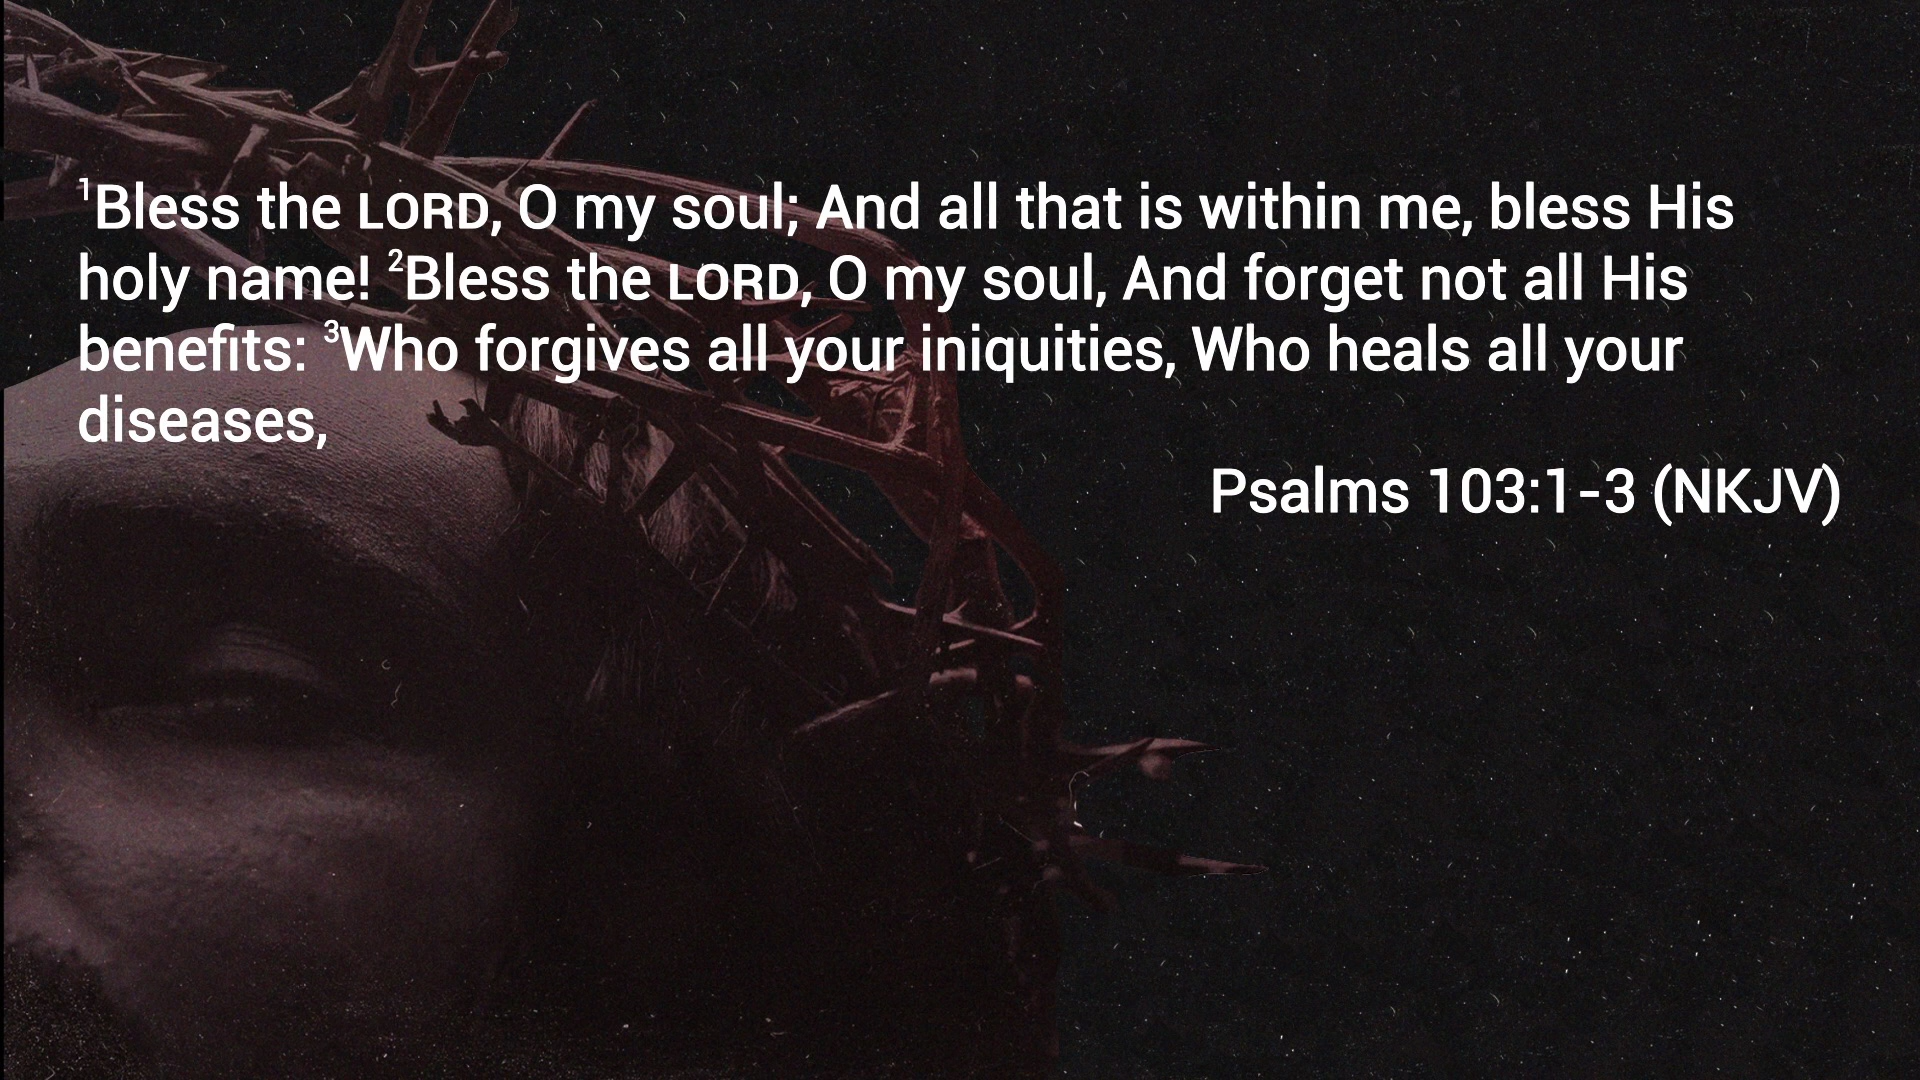 ¹Bless the LORD, O my soul; And all that is within me, bless His
holy name! ²Bless the LORD, O my soul, And forget not all His
benefits: ³Who forgives all your iniquities, Who heals all your
diseases,
Psalms 103:1-3 (NKJV)